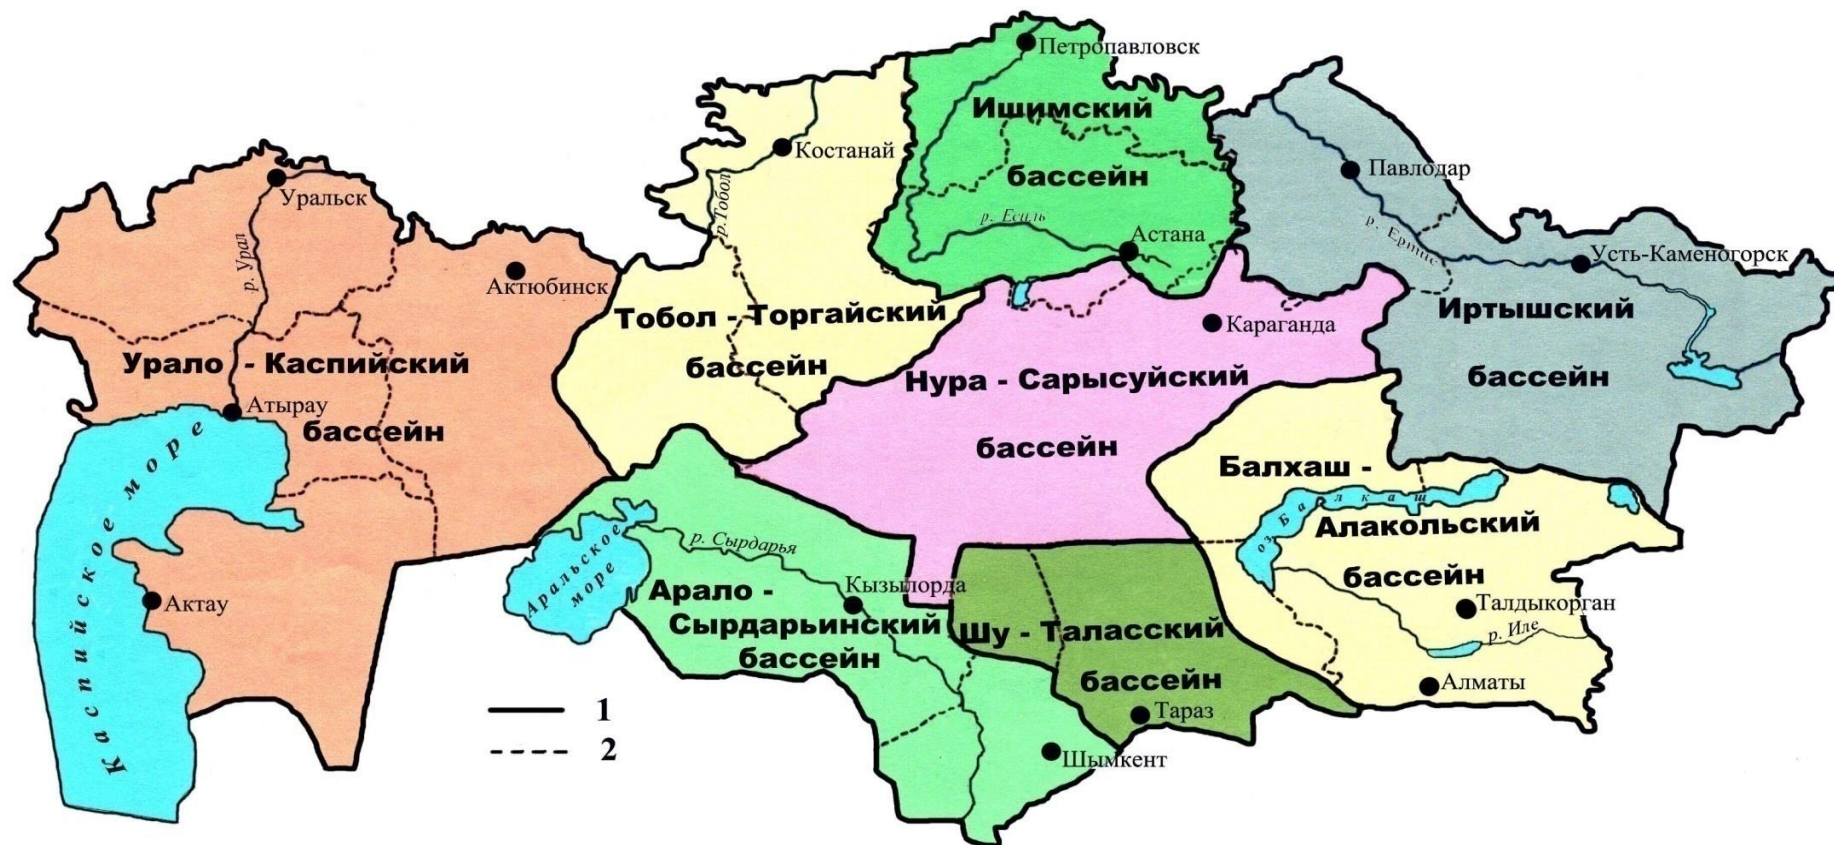 Петропавловск
Ишимский
бассейн
Костанай
Павлодар
Уральск
р. Тобол
р. Есиль
Астана
р. Ертис
Усть-Каменогорск
р. Урал
Актюбинск
Тобол - Торгайский
бассейн
Караганда
Иртышский
бассейн
Урало - Каспийский
бассейн
Нура - Сарысуйский
бассейн
Атырау
Каспийское море
Балхаш -
Алакольский
бассейн
оз. Балкаш
р. Сырдарья
Аральское
море
Кызылорда
Арало -
Сырдарьинский
бассейн
Шу - Таласский
бассейн
Талдыкорган
р. Иле
Актау
Алматы
Тараз
Шымкент
1
2